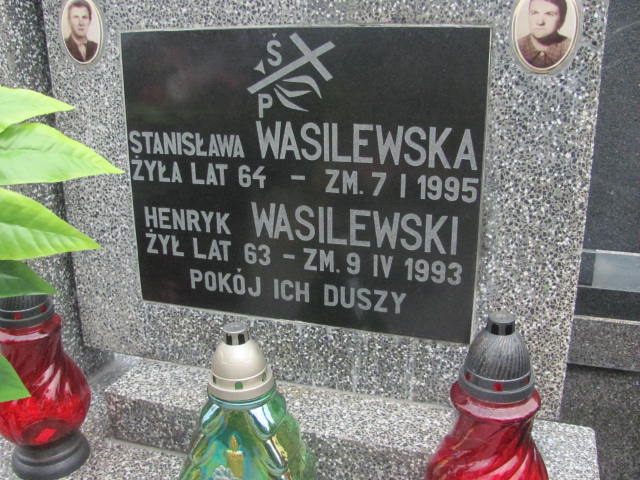 Ś
P
STANISŁAWA WASILEWSKA
ŻYŁA LAT 64 - ZM. 7 I 1995
HENRYK WASILEWSKI
ŻYŁ LAT 63 - ZM. 9 IV 1993
POKÓJ ICH DUSZY